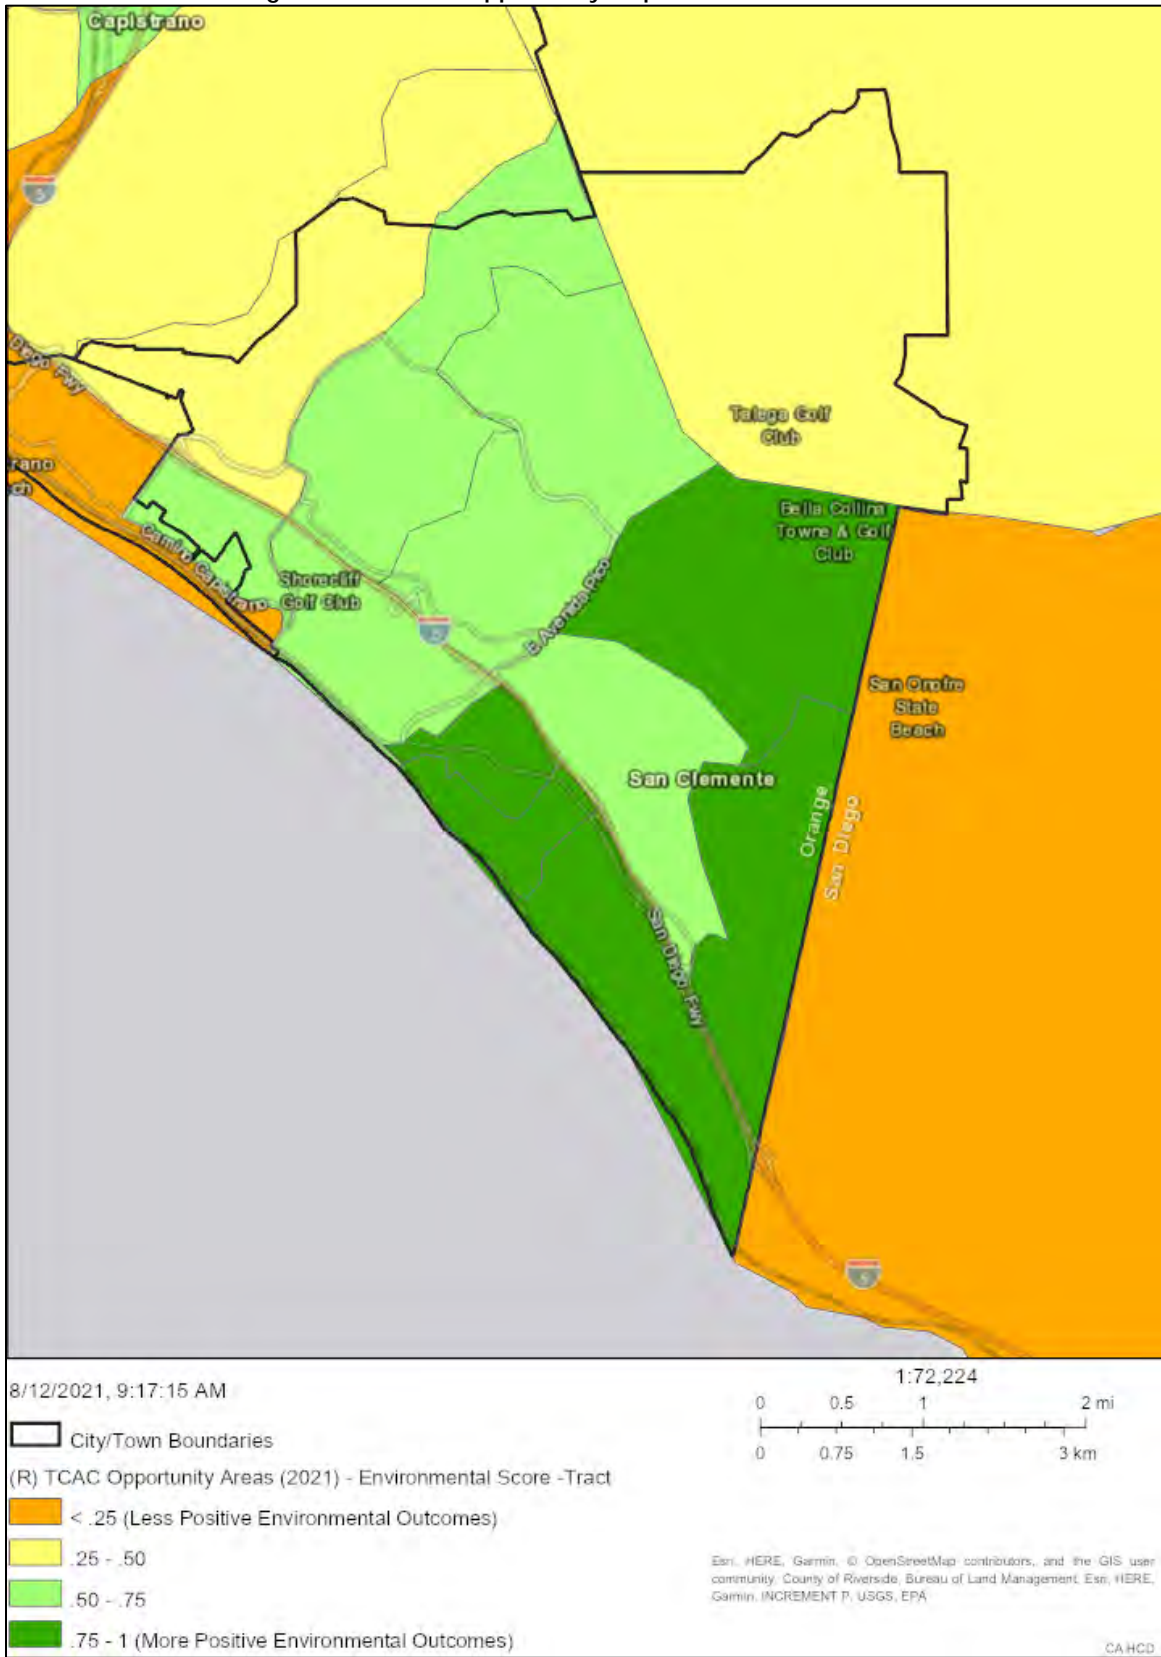 Capistrano
5
Diego Fwy
Talega Golf
Club
Bella Collina
Towne & Golf
Club
Camino Capistrano
Shorecliff
Golf Club
5
E Avenida Pico
San Onofre
State
Beach
San Clemente
Orange
San Diego
San Diego Fwy
5
8/12/2021, 9:17:15 AM
1:72,224
0 0.5 1 2 mi
0 0.75 1.5 3 km
City/Town Boundaries
(R) TCAC Opportunity Areas (2021) - Environmental Score -Tract
< .25 (Less Positive Environmental Outcomes)
.25 - .50
.50 - .75
.75 - 1 (More Positive Environmental Outcomes)
Esri, HERE, Garmin, © OpenStreetMap contributors, and the GIS user
community, County of Riverside, Bureau of Land Management, Esri, HERE,
Garmin, INCREMENT P, USGS, EPA
CA HCD